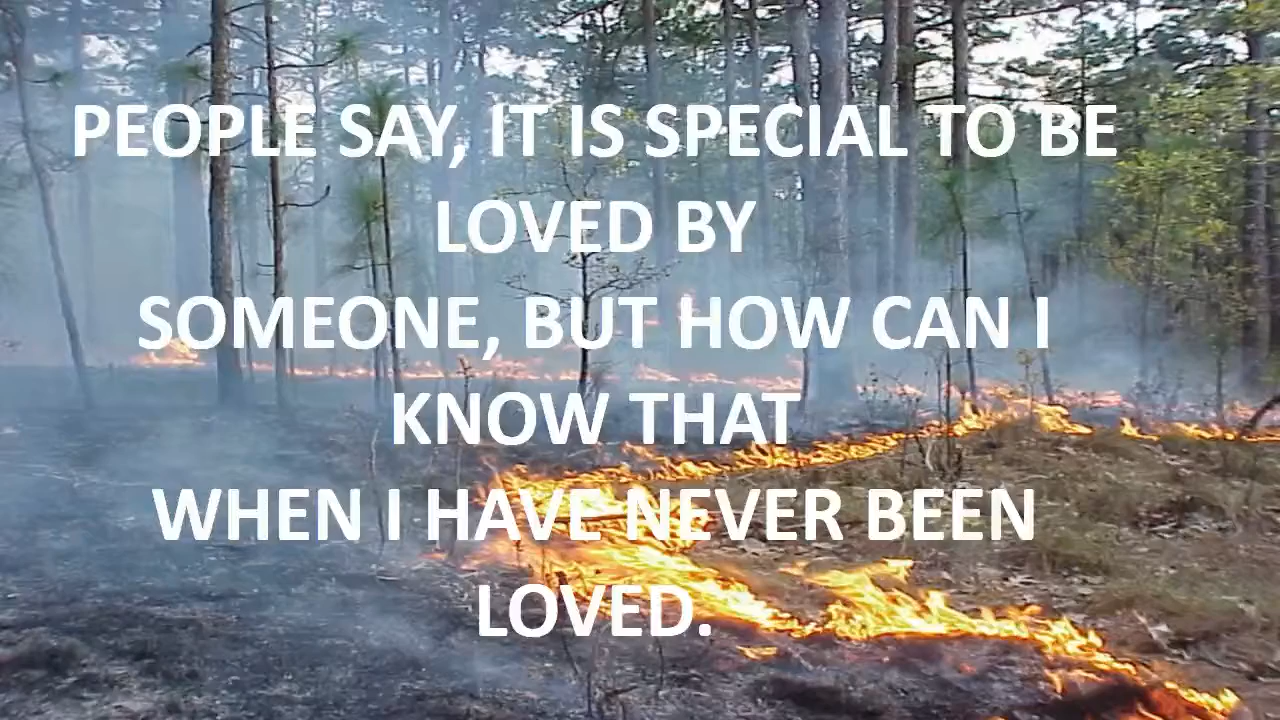 PEOPLE SAY, IT IS SPECIAL TO BE
LOVED BY
SOMEONE, BUT HOW CAN I
KNOW THAT
WHEN I HAVE NEVER BEEN
LOVED.